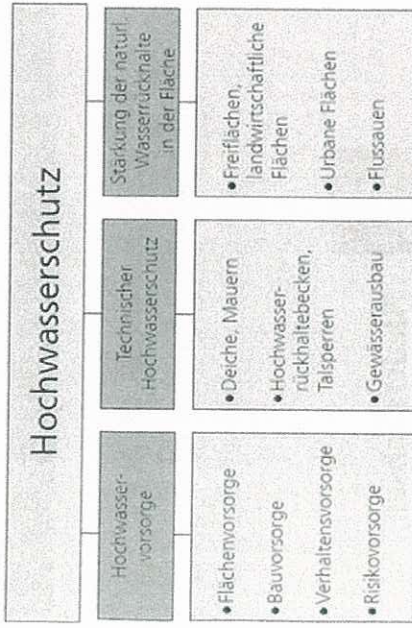 Hochwasserschutz
Hochwasser-
vorsorge
• Flächenvorsorge
• Bauvorsorge
• Verhaltensvorsorge
• Risikovorsorge
Technischer
Hochwasserschutz
• Deiche, Mauern
• Hochwasser-
rückhaltebecken,
Talsperren
• Gewässerausbau
Stärkung der natürl.
Wasserrückhalte
in der Fläche
• Freiflächen,
landwirtschaftliche
Flächen
• Urbane Flächen
• Flussauen